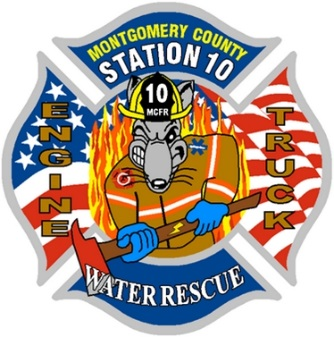 MONTGOMERY COUNTY
STATION 10
10
MCFR
ENGINE
TRUCK
WATER RESCUE